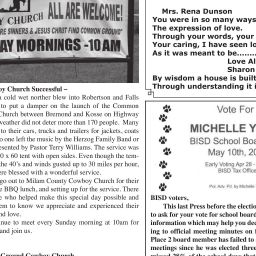 ALL ARE WELCOME!
Y CHURCH
RE SINNERS & JESUS CHRIST FIND COMMON GROUND"
AY MORNINGS -10 AM
oy Church Successful –
a cold wet norther blew into Robertson and Falls
to put a damper on the launch of the Common
Church between Bremond and Kosse on Highway
weather did not deter more than 170 people. Many
to their cars, trucks and trailers for jackets, coats
o one left the music by the Herzog Family Band or
resented by Pastor Terry Williams. The service was
0 x 60 tent with open sides. Even though the tem-
the 40's and winds gusted up to 30 miles per hour,
ere blessed with a wonderful service.
go out to Milam County Cowboy Church for their
e BBQ lunch, and setting up for the service. There
e who helped make this special day possible and
em to know we appreciate and experienced their
nd love.
nue to meet every Sunday morning at 10am for
and join us.
Ground Cowboy Church
Mrs. Rena Dunson
You were in so many ways
The expression of love.
Through your words, your
Your caring, I have seen lo
As it was meant to be........
Love Al
Sharon
By wisdom a house is built
Through understanding it i
Vote For
MICHELLE Y
BISD School Boar
May 10th, 20
Early Voting Apr 28 -
BISD Tax Office
Pol. Adv. Pd. by Michelle
BISD voters,
This Last Press before the election
to ask for your vote for school board
information which may help you dec
ing to official meeting minutes on f
Place 2 board member has failed to
meetings since he was elected three